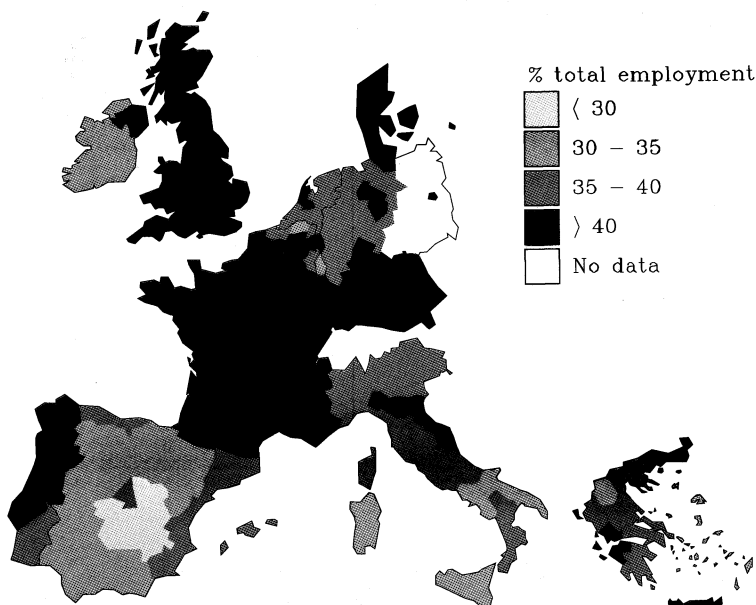 % total employment
⟨ 30
30 – 35
35 – 40
⟩ 40
No data